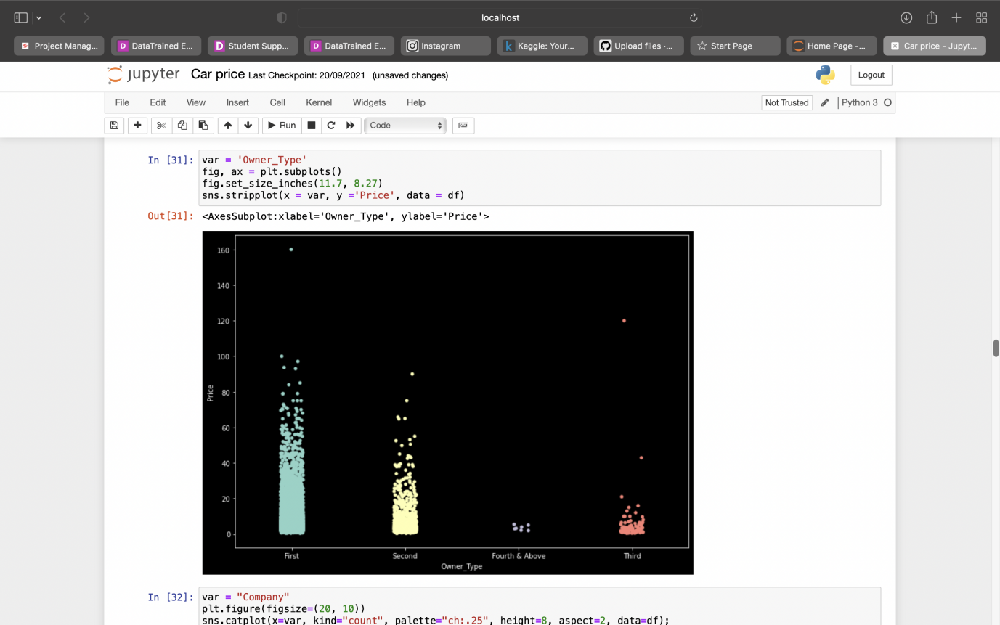 localhost
Project Manag...
DataTrained E...
Student Supp...
DataTrained E...
Instagram
Kaggle: Your...
Upload files ·...
Start Page
Home Page -...
Car price - Jupyt...
jupyter Car price Last Checkpoint: 20/09/2021 (unsaved changes)
Logout
File Edit View Insert Cell Kernel Widgets Help
Not Trusted
Python 3
Run
Code
In [31]:
var = 'Owner_Type'
fig, ax = plt.subplots()
fig.set_size_inches(11.7, 8.27)
sns.stripplot(x = var, y ='Price', data = df)
Out[31]: <AxesSubplot:xlabel='Owner_Type', ylabel='Price'>
160
140
120
100
80
60
40
20
0
Price
First Second Fourth & Above Third
Owner_Type
In [32]:
var = "Company"
plt.figure(figsize=(20, 10))
sns.catplot(x=var, kind="count", palette="ch:.25", height=8, aspect=2, data=df);